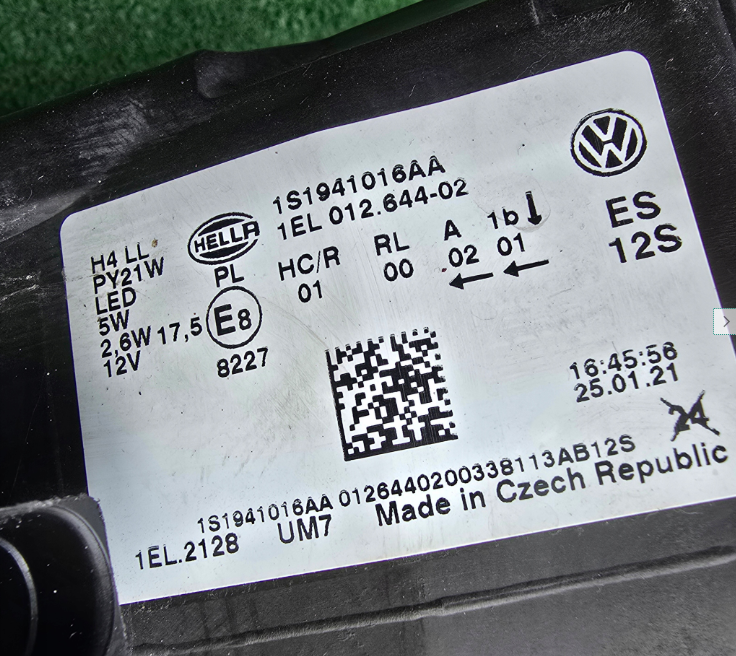 1S1941016AA
1EL 012.644-02
HELLA
H4 LL
PY21W
LED
5W
2,6W 17,5
12V
PL
E8
8227
HC/R RL A 1b
01 00 02 01
ES
12S
16:45:56
25.01.21
24
1S1941016AA 0126440200338113AB12S
1EL.2128 UM7 Made in Czech Republic